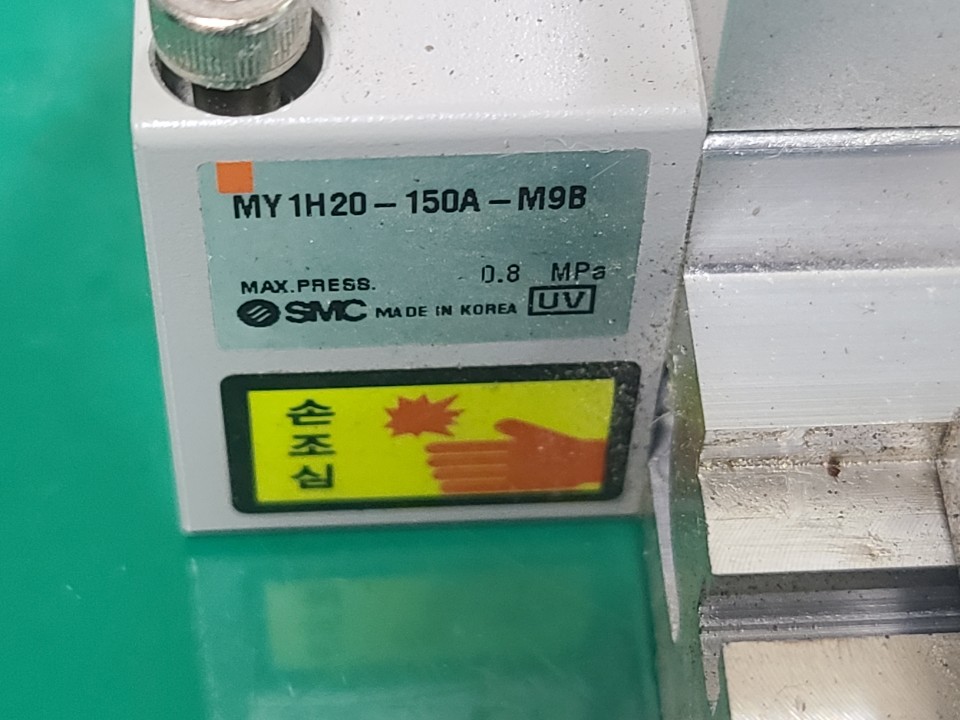 MY1H20-150A-M9B
MAX.PRESS. 0.8 MPa
SMC MADE IN KOREA UV
손
조
심